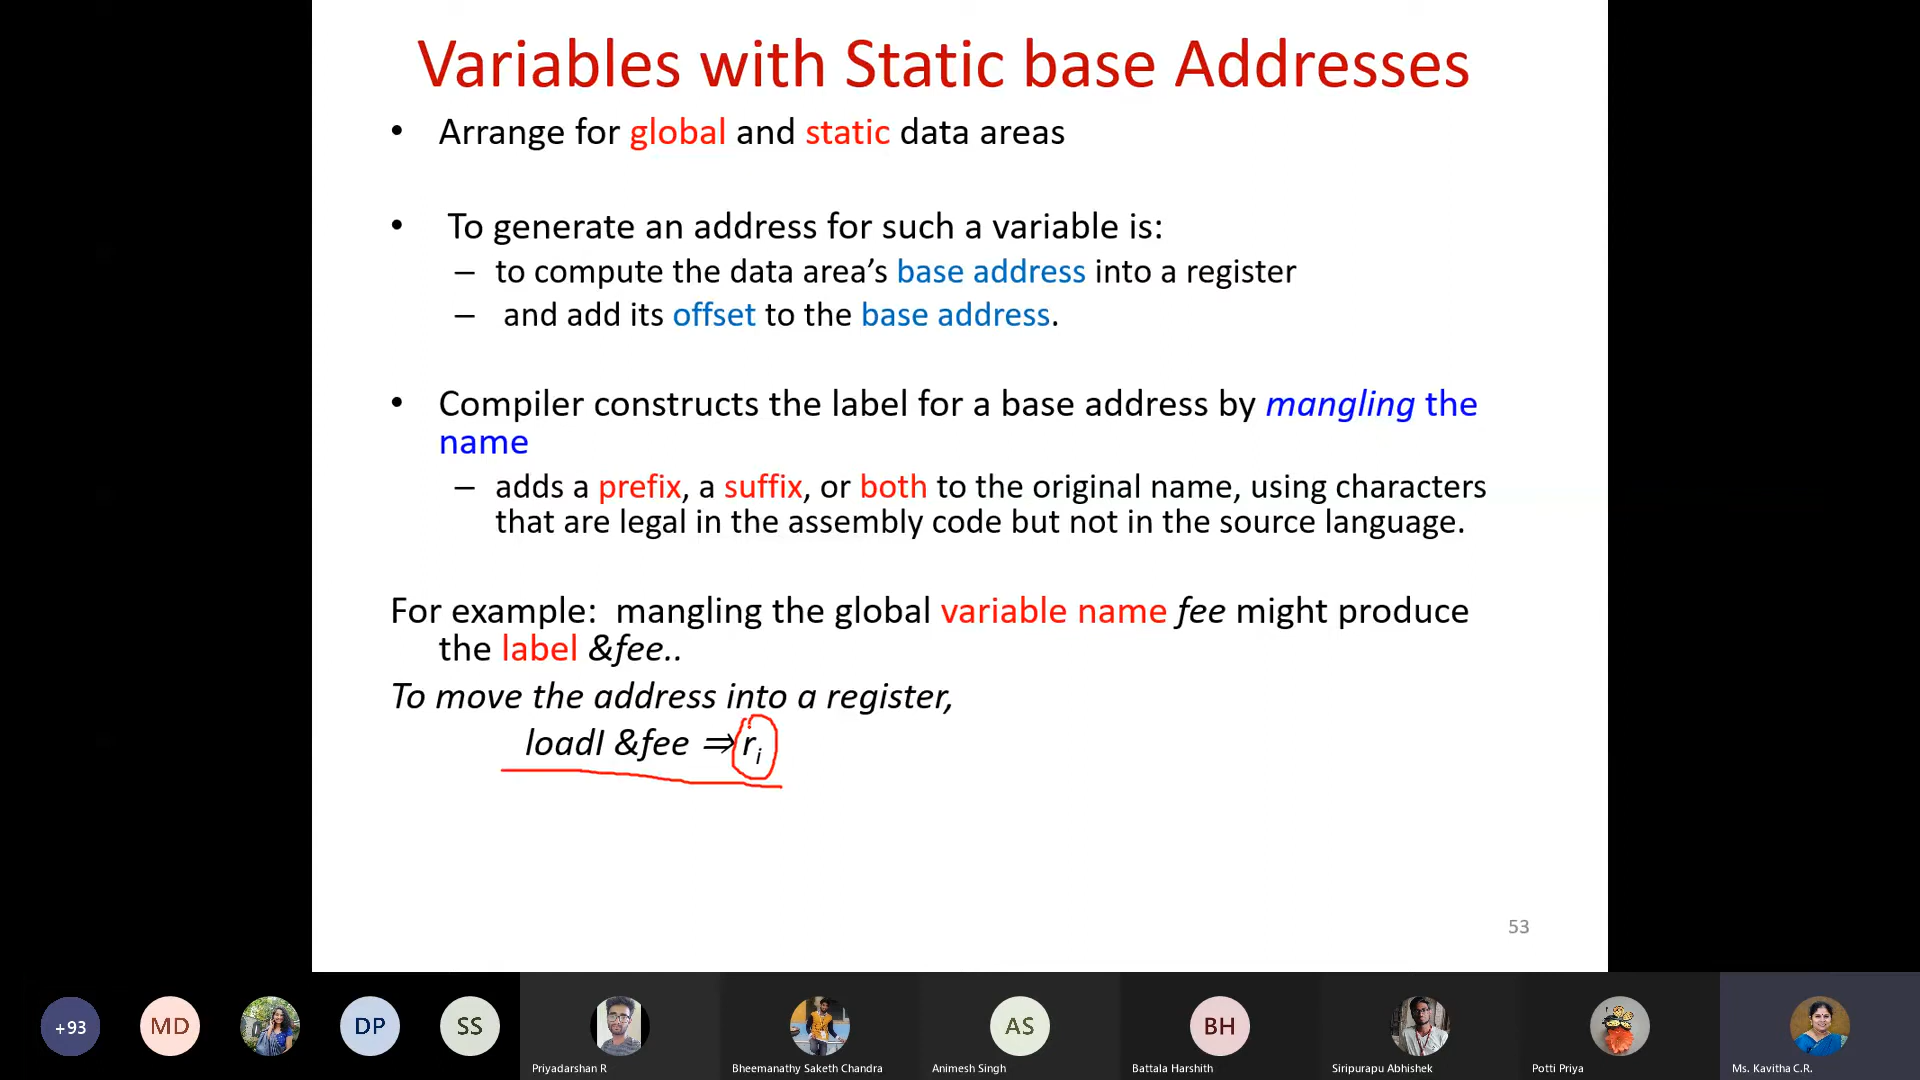 Variables with Static base Addresses
• Arrange for global and static data areas
• To generate an address for such a variable is:
– to compute the data area’s base address into a register
– and add its offset to the base address.
• Compiler constructs the label for a base address by mangling the
name
– adds a prefix, a suffix, or both to the original name, using characters
that are legal in the assembly code but not in the source language.
For example: mangling the global variable name fee might produce
the label &fee..
To move the address into a register,
loadI &fee ⇒ ri
53
+93 MD DP SS AS BH
Priyadarshan R Bheemanathy Saketh Chandra Animesh Singh Battala Harshith Siripurapu Abhishek Potti Priya Ms. Kavitha C.R.